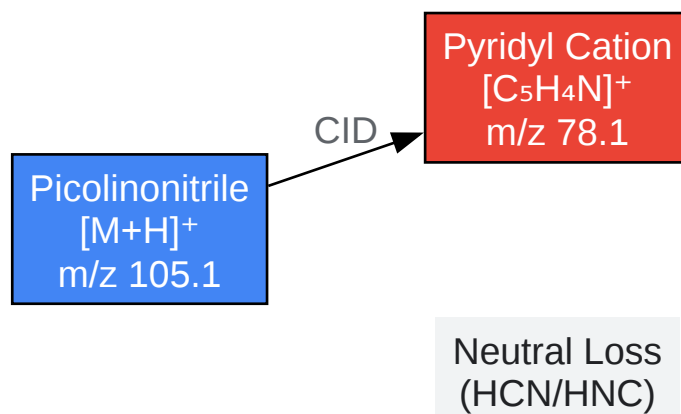 Pyridyl Cation
[C₅H₄N]⁺
m/z 78.1
CID
Picolinonitrile
[M+H]⁺
m/z 105.1
Neutral Loss
(HCN/HNC)